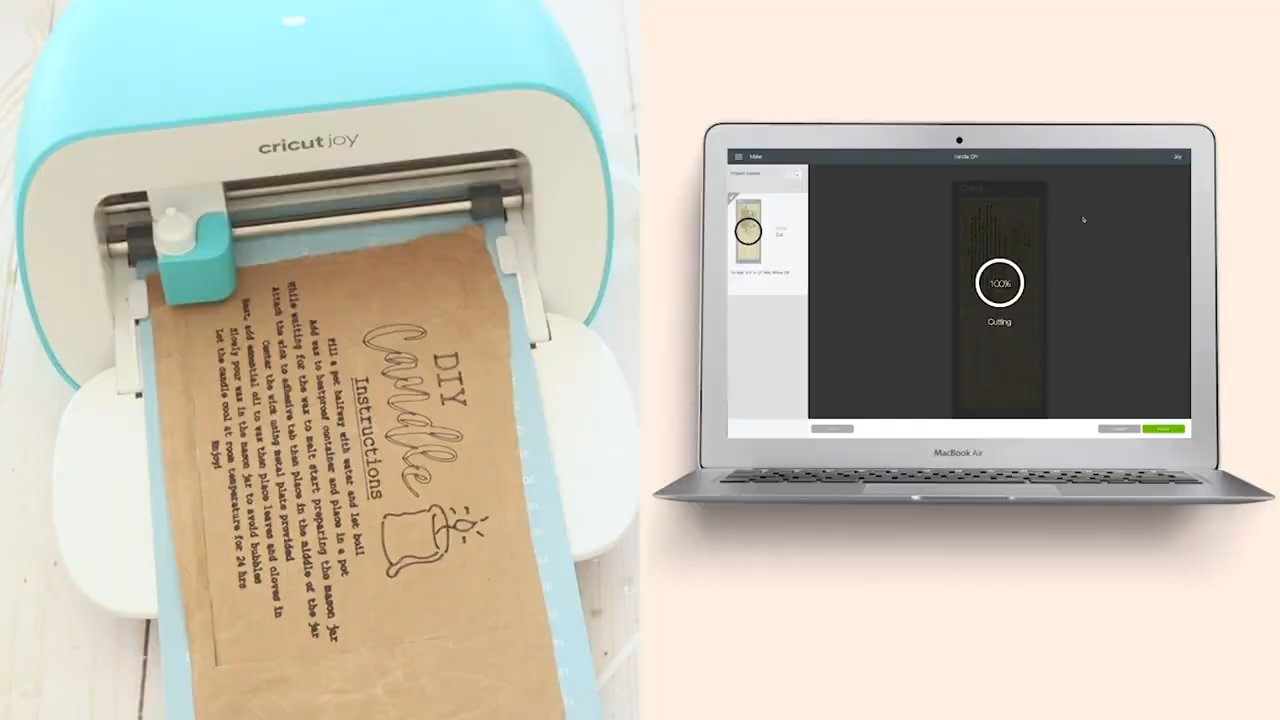 cricut joy
DIY
Candle
Instructions
Fill a pot halfway with water and let boil
Add wax to heatproof container and place in a pot
While waiting for the wax to melt start preparing the mason jar
Attach the wick to adhesive tab then place in the middle of the jar
Center the wick using metal plate provided
Next, add essential oil to wax then place leaves and cloves in
Slowly pour wax in the mason jar to avoid bubbles
Let the candle cool at room temperature for 24 hrs
Enjoy!
Make
Joy
100%
Cutting
MacBook Air